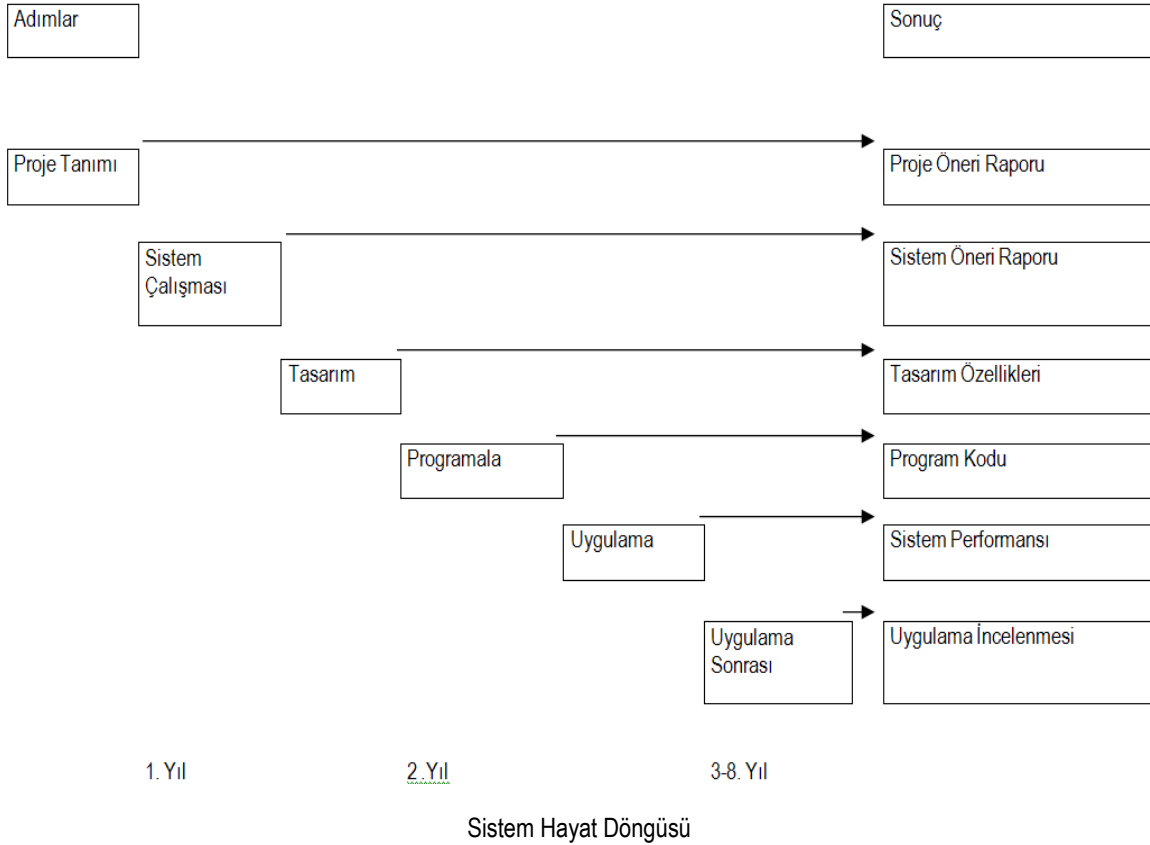 Adımlar
Sonuç
Proje Tanımı
Proje Öneri Raporu
Sistem
Çalışması
Sistem Öneri Raporu
Tasarım
Tasarım Özellikleri
Programala
Program Kodu
Uygulama
Sistem Performansı
Uygulama
Sonrası
Uygulama İncelenmesi
1. Yıl
2 .Yıl
3-8. Yıl
Sistem Hayat Döngüsü